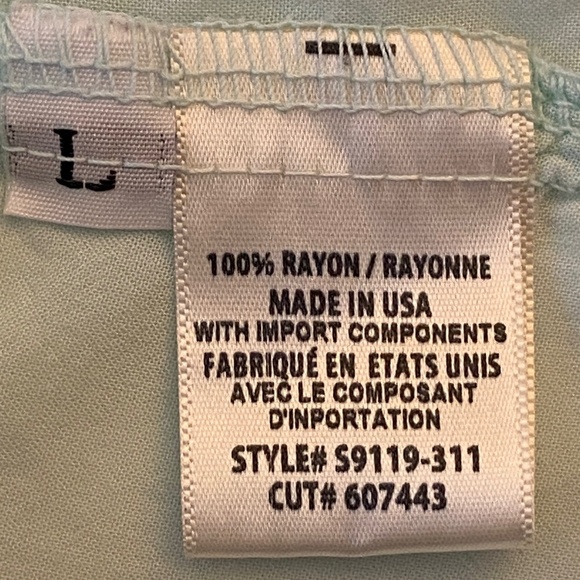 L
100% RAYON / RAYONNE
MADE IN USA
WITH IMPORT COMPONENTS
FABRIQUÉ EN ETATS UNIS
AVEC LE COMPOSANT
D'INPORTATION
STYLE# S9119-311
CUT# 607443